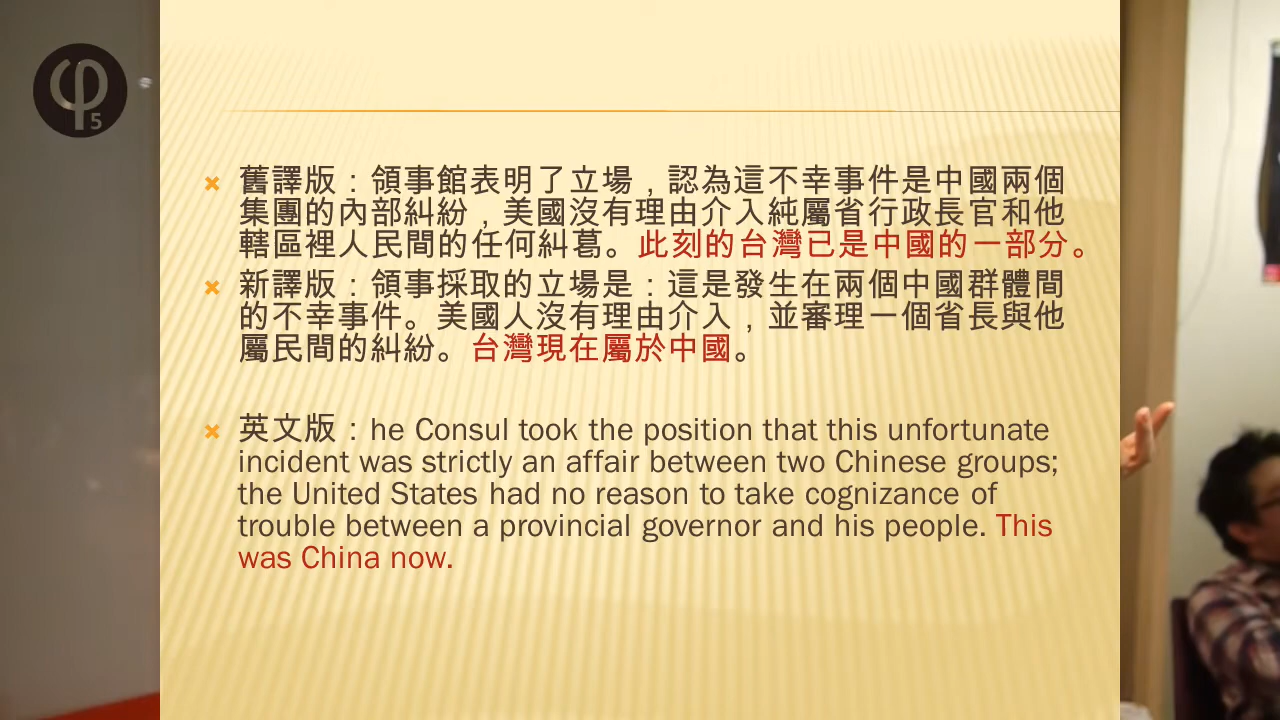 φ5
舊譯版：領事館表明了立場，認為這不幸事件是中國兩個
集團的內部糾紛，美國沒有理由介入純屬省行政長官和他
轄區裡人民間的任何糾葛。此刻的台灣已是中國的一部分。
新譯版：領事採取的立場是：這是發生在兩個中國群體間
的不幸事件。美國人沒有理由介入，並審理一個省長與他
屬民間的糾紛。台灣現在屬於中國。
英文版：he Consul took the position that this unfortunate
incident was strictly an affair between two Chinese groups;
the United States had no reason to take cognizance of
trouble between a provincial governor and his people. This
was China now.